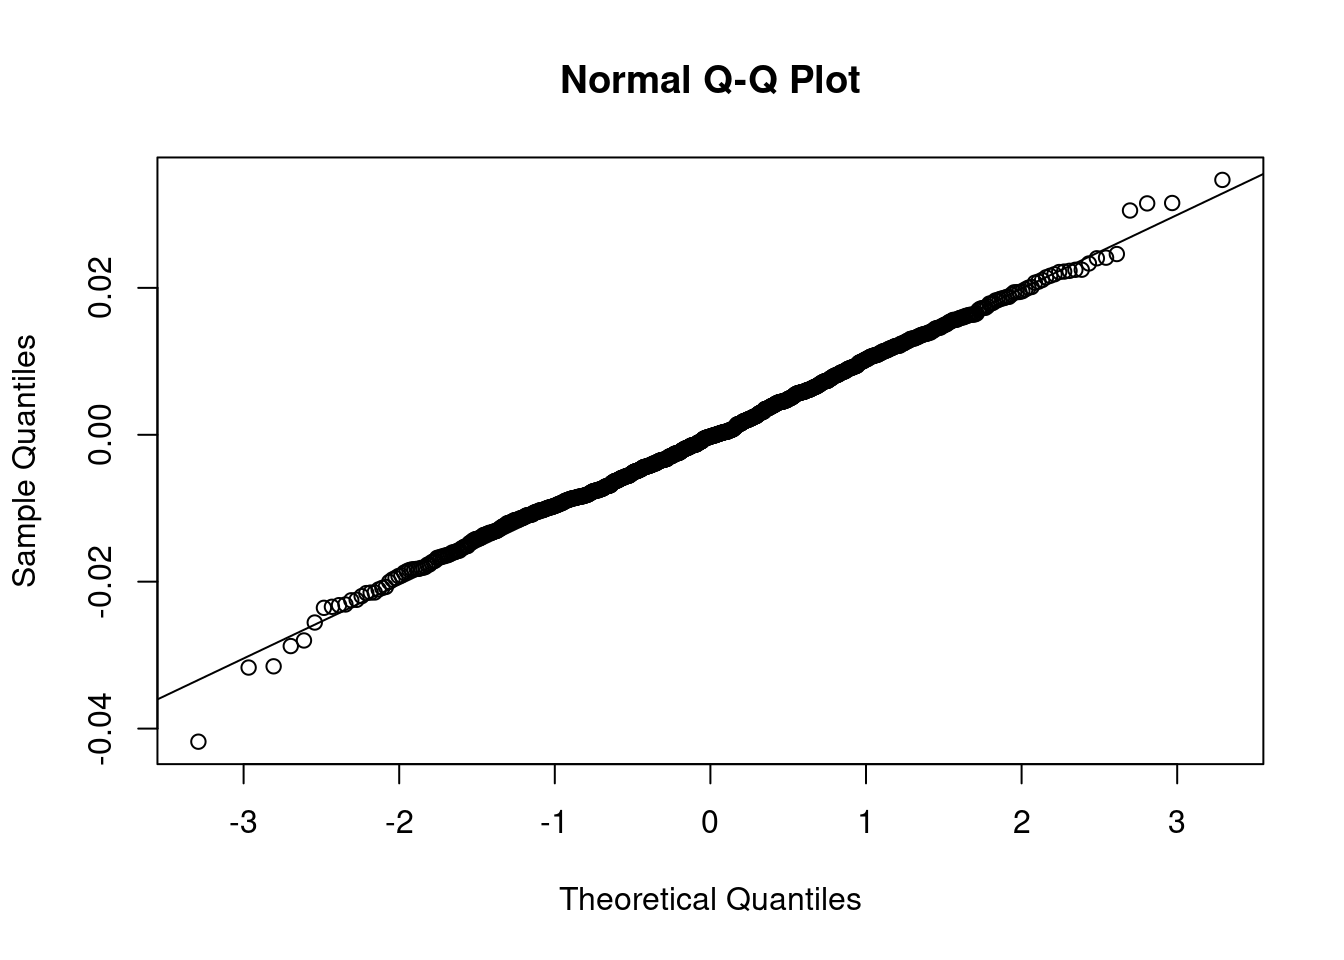 Normal Q-Q Plot
Sample Quantiles
0.02
0.00
-0.02
-0.04
-3 -2 -1 0 1 2 3
Theoretical Quantiles